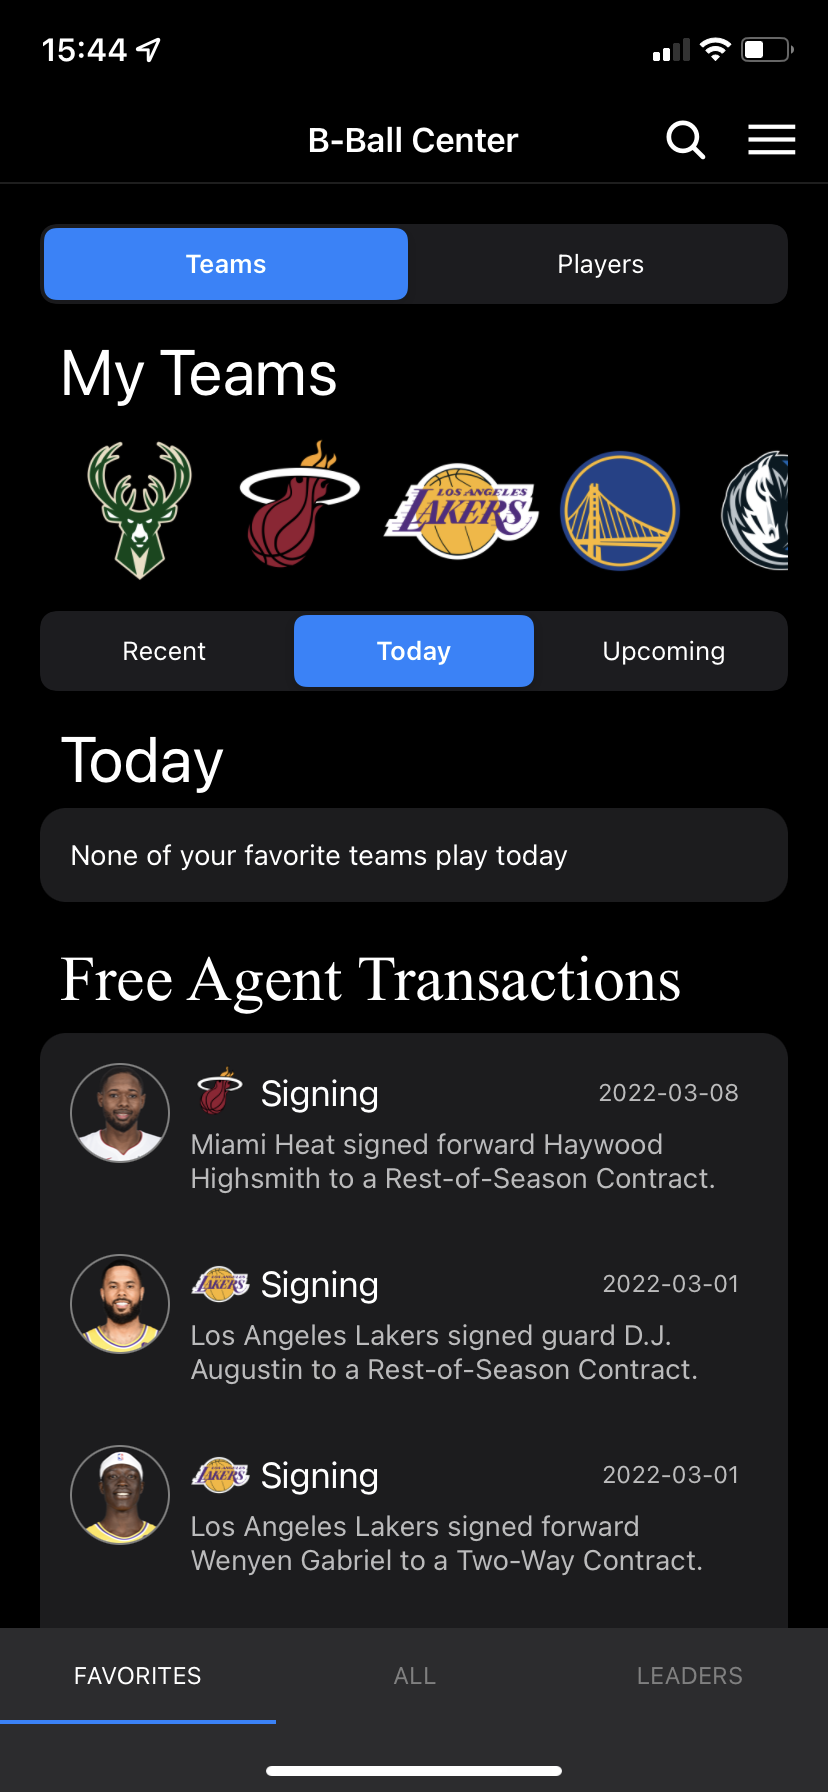 15:44
B-Ball Center
Teams
Players
My Teams
LOS ANGELES
LAKERS
Recent
Today
Upcoming
Today
None of your favorite teams play today
Free Agent Transactions
Signing
2022-03-08
Miami Heat signed forward Haywood
Highsmith to a Rest-of-Season Contract.
LAKERS
Signing
2022-03-01
Los Angeles Lakers signed guard D.J.
Augustin to a Rest-of-Season Contract.
LAKERS
Signing
2022-03-01
Los Angeles Lakers signed forward
Wenyen Gabriel to a Two-Way Contract.
FAVORITES
ALL
LEADERS